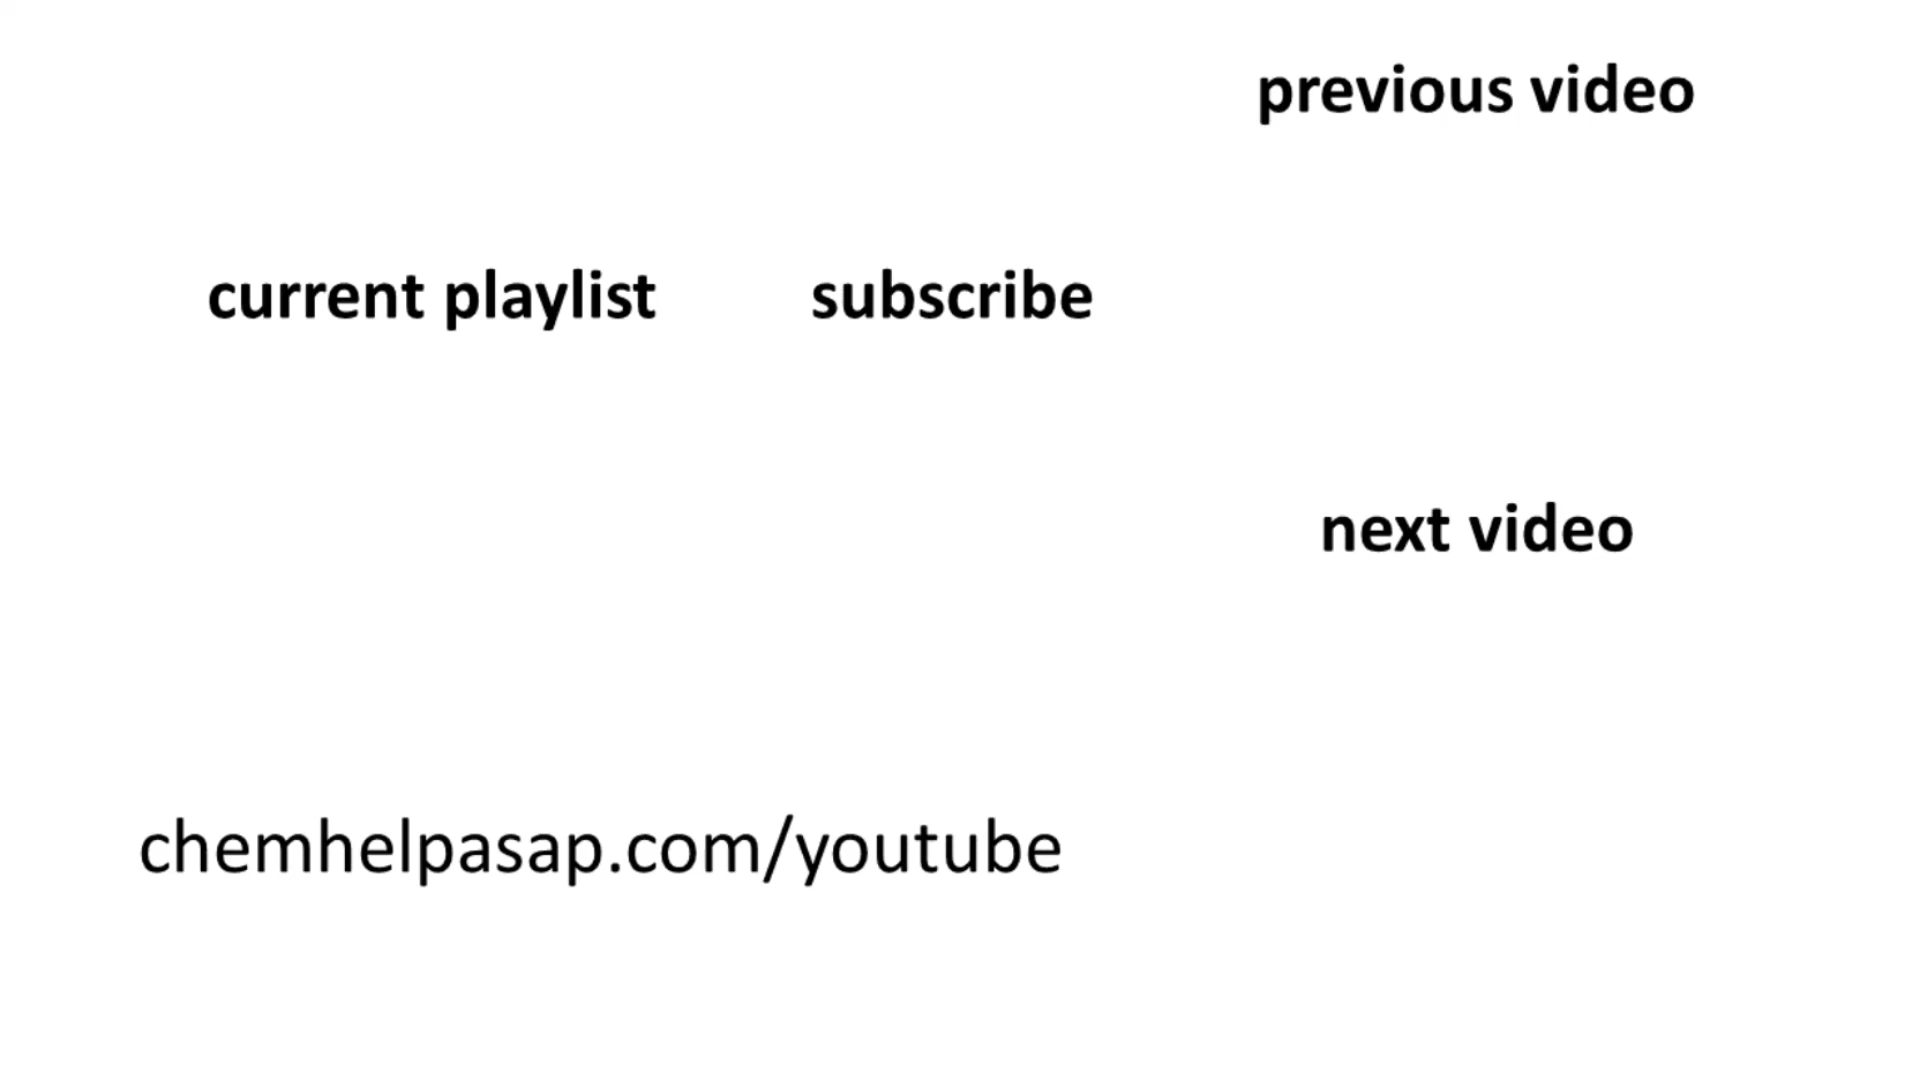 previous video
current playlist
subscribe
next video
chemhelpasap.com/youtube